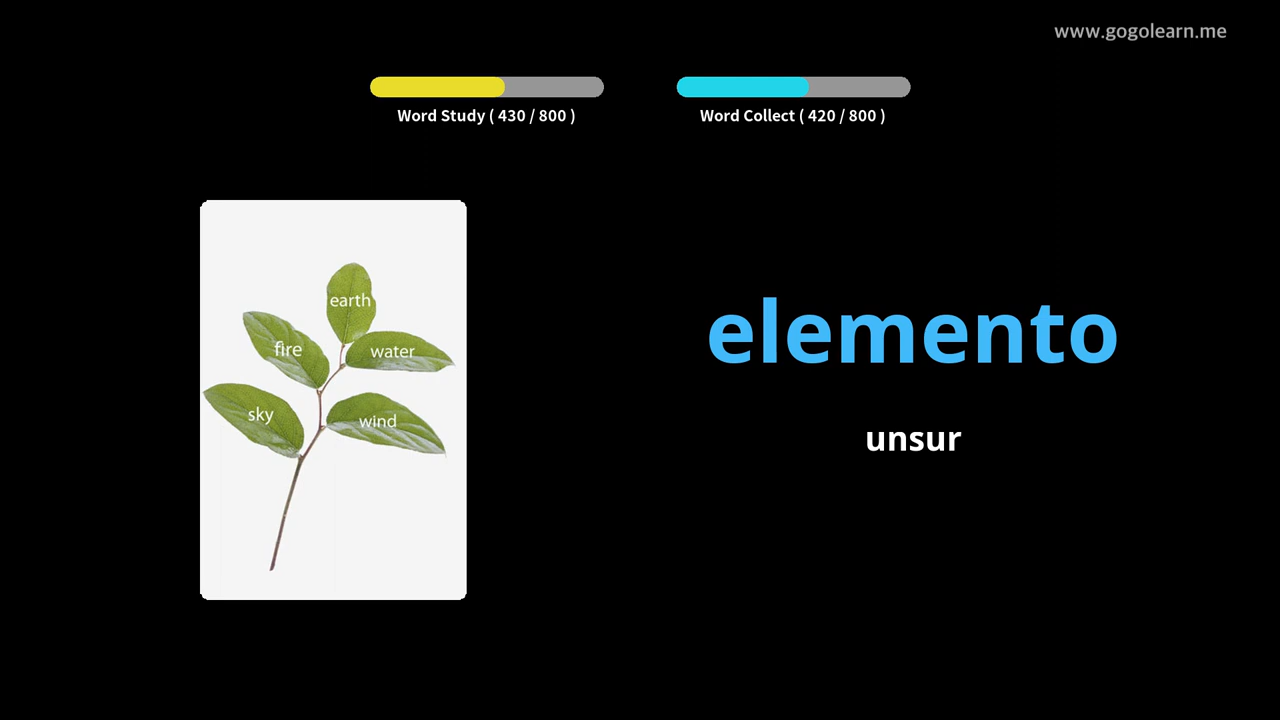 www.gogolearn.me
Word Study ( 430 / 800 )
Word Collect ( 420 / 800 )
earth
fire
water
sky
wind
elemento
unsur